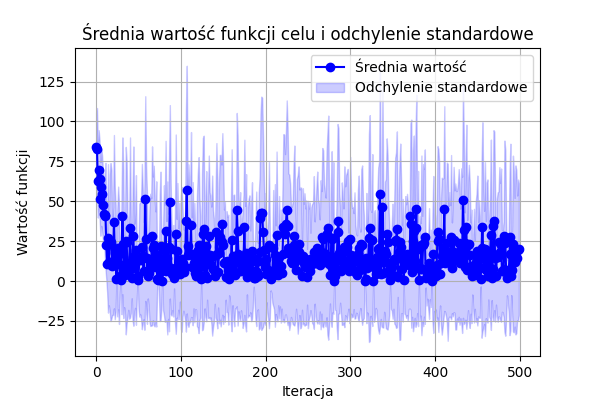 Średnia wartość funkcji celu i odchylenie standardowe
Średnia wartość
Odchylenie standardowe
Wartość funkcji
125
100
75
50
25
0
−25
0 100 200 300 400 500
Iteracja